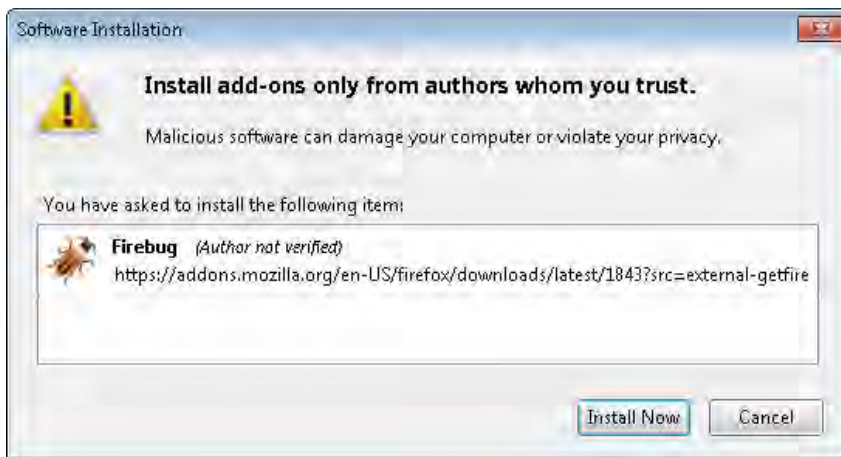 Software Installation
Install add-ons only from authors whom you trust.
Malicious software can damage your computer or violate your privacy.
You have asked to install the following item:
Firebug (Author not verified)
https://addons.mozilla.org/en-US/firefox/downloads/latest/1843?src=external-getfire
Install Now Cancel